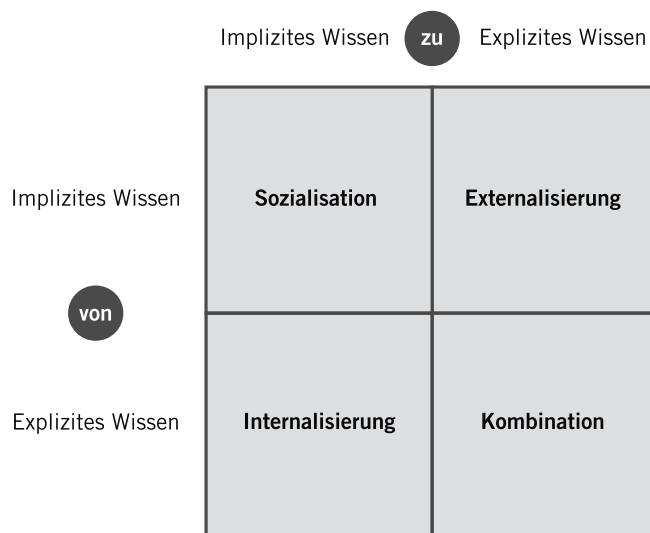 Implizites Wissen zu Explizites Wissen
Implizites Wissen Sozialisation Externalisierung
von
Explizites Wissen Internalisierung Kombination